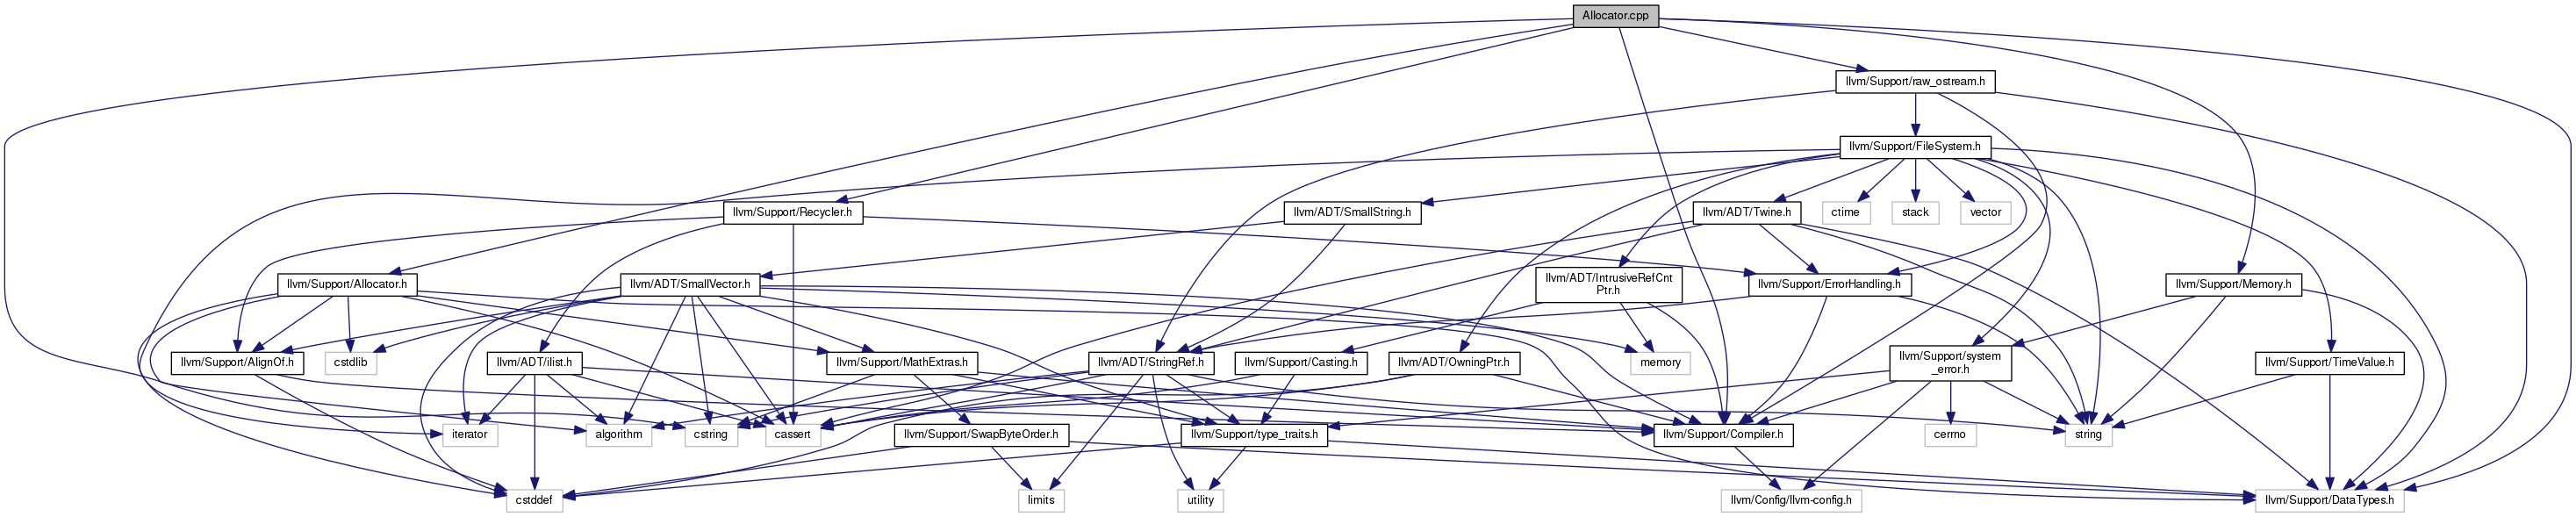 Allocator.cpp
llvm/Support/raw_ostream.h
llvm/Support/FileSystem.h
llvm/Support/Recycler.h
llvm/ADT/SmallString.h
llvm/ADT/Twine.h
ctime
stack
vector
llvm/Support/Allocator.h
llvm/ADT/SmallVector.h
llvm/ADT/IntrusiveRefCnt
Ptr.h
llvm/Support/ErrorHandling.h
llvm/Support/Memory.h
llvm/Support/AlignOf.h
cstdlib
llvm/ADT/ilist.h
llvm/Support/MathExtras.h
llvm/ADT/StringRef.h
llvm/Support/Casting.h
llvm/ADT/OwningPtr.h
memory
llvm/Support/system
_error.h
llvm/Support/TimeValue.h
iterator
algorithm
cstring
cassert
llvm/Support/SwapByteOrder.h
llvm/Support/type_traits.h
llvm/Support/Compiler.h
cerrno
string
cstddef
limits
utility
llvm/Config/llvm-config.h
llvm/Support/DataTypes.h